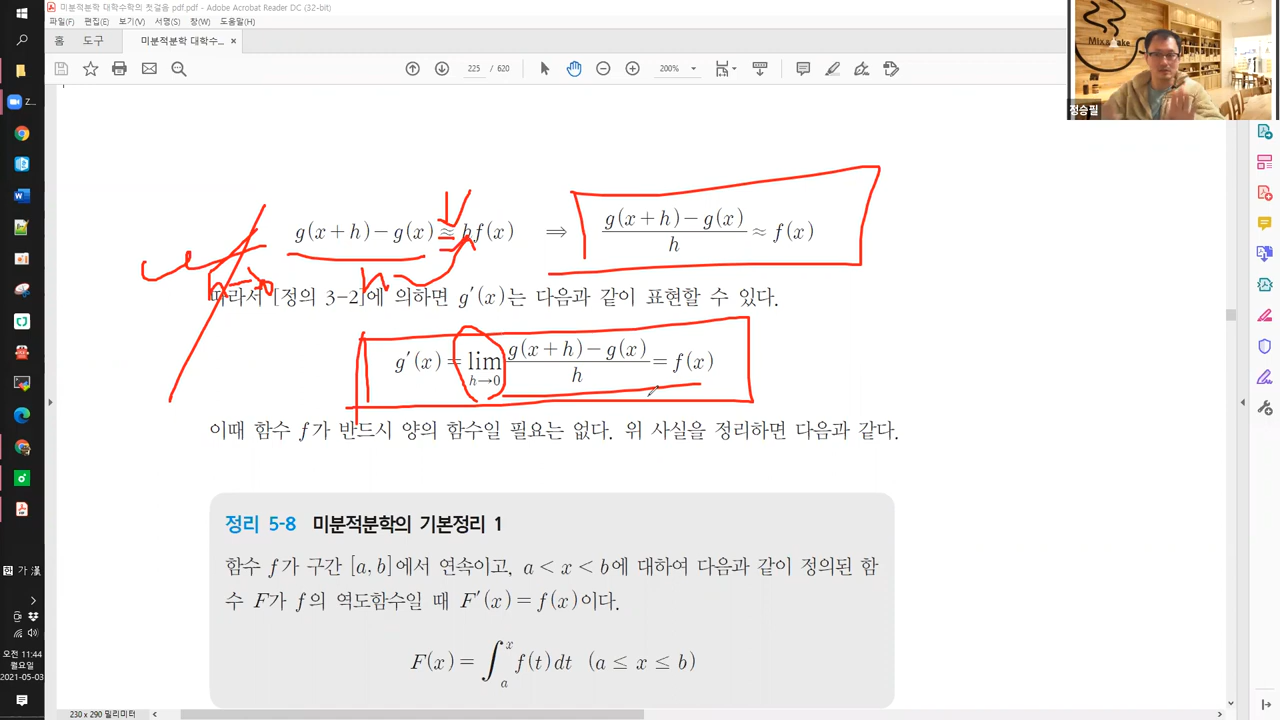 미분적분학 대학수학의 첫걸음 pdf.pdf - Adobe Acrobat Reader DC (32-bit)
파일(F) 편집(E) 보기(V) 서명(S) 창(W) 도움말(H)
홈 도구 미분적분학 대학수... ×
225 / 620 200%
Mix&Bake
정승필
Z...
g(x+h)−g(x) ≈ hf(x) ⇒ \frac{g(x+h)−g(x)}{h} ≈ f(x)
h→0 h
따라서 [정의 3-2]에 의하면 g′(x)는 다음과 같이 표현할 수 있다.
g′(x) = \lim_{h→0} \frac{g(x+h)−g(x)}{h} = f(x)
이때 함수 f가 반드시 양의 함수일 필요는 없다. 위 사실을 정리하면 다음과 같다.
정리 5-8 미분적분학의 기본정리 1
함수 f가 구간 [a, b]에서 연속이고, a < x < b에 대하여 다음과 같이 정의된 함
수 F가 f의 역도함수일 때 F′(x) = f(x)이다.
F(x) = ∫_a^x f(t)dt (a ≤ x ≤ b)
한 가 漢
오전 11:44
월요일
2021-05-03
230 x 290 밀리미터